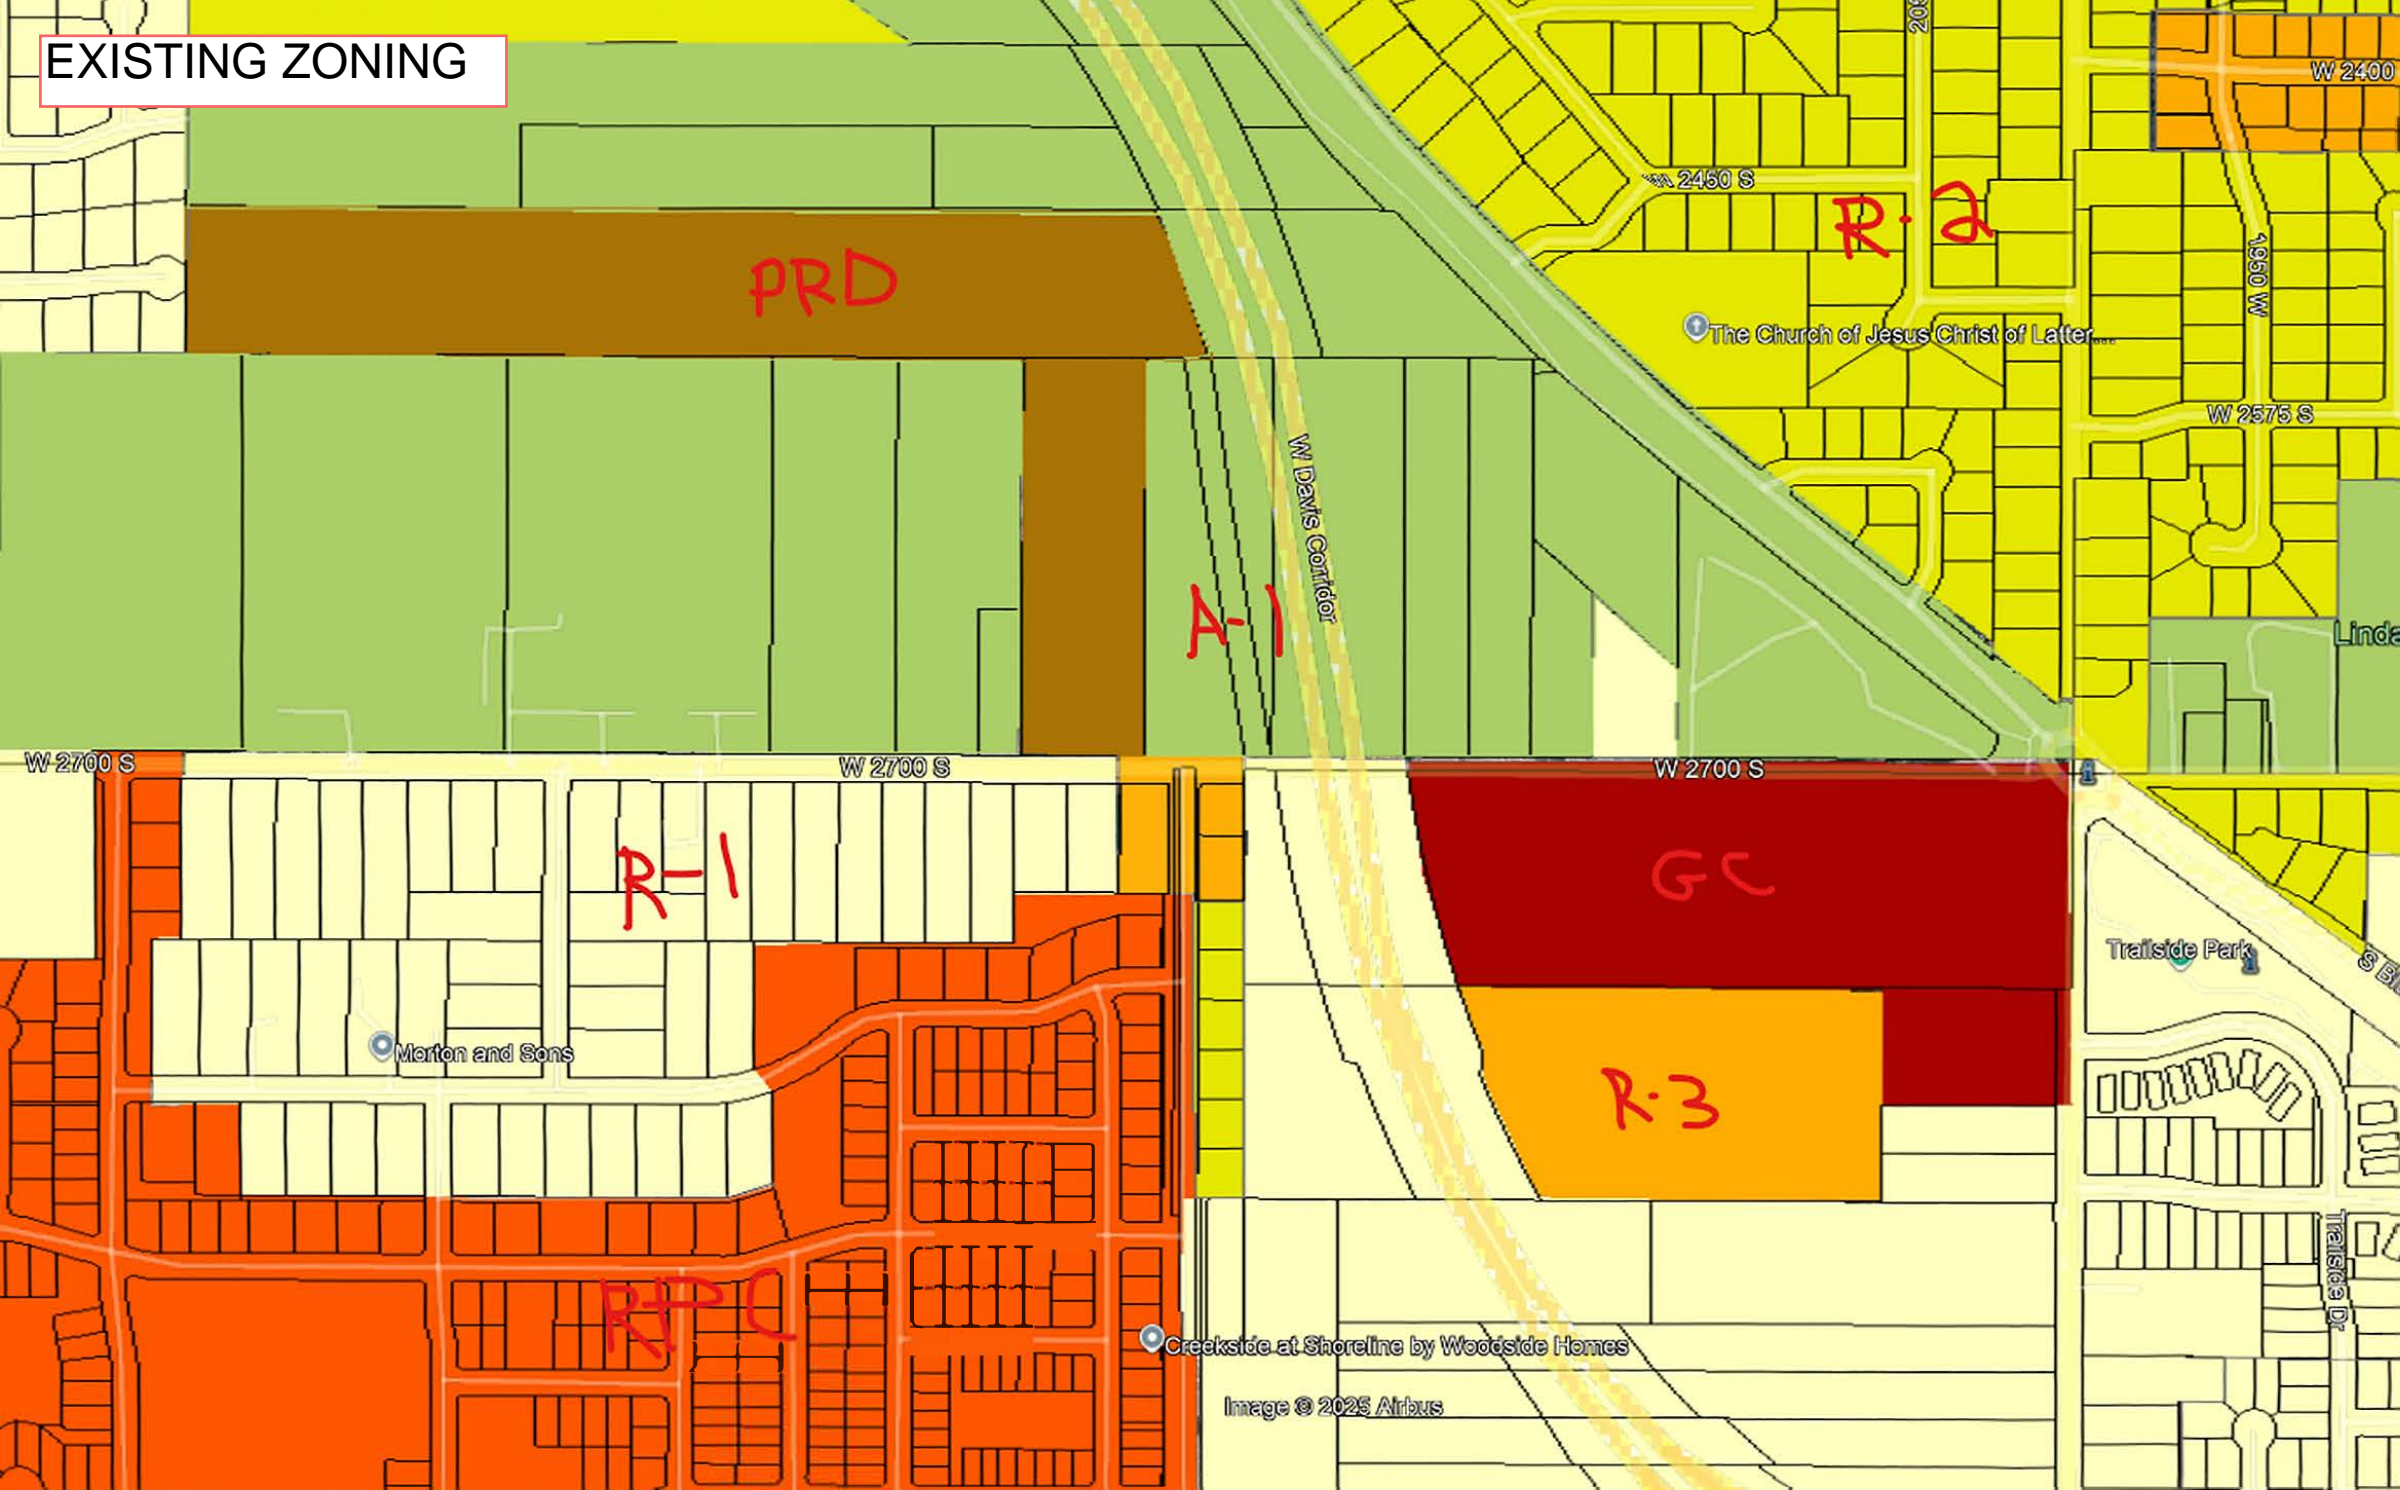 EXISTING ZONING
W 2400
W 2450 S
R-2
1950 W
PRD
The Church of Jesus Christ of Latter...
W 2575 S
W Davis Corridor
A-1
Linda
W 2700 S
W 2700 S
W 2700 S
R-1
GC
Trailside Park
Morton and Sons
R-3
Trailside Dr
RPC
Creekside at Shoreline by Woodside Homes
Image © 2025 Airbus